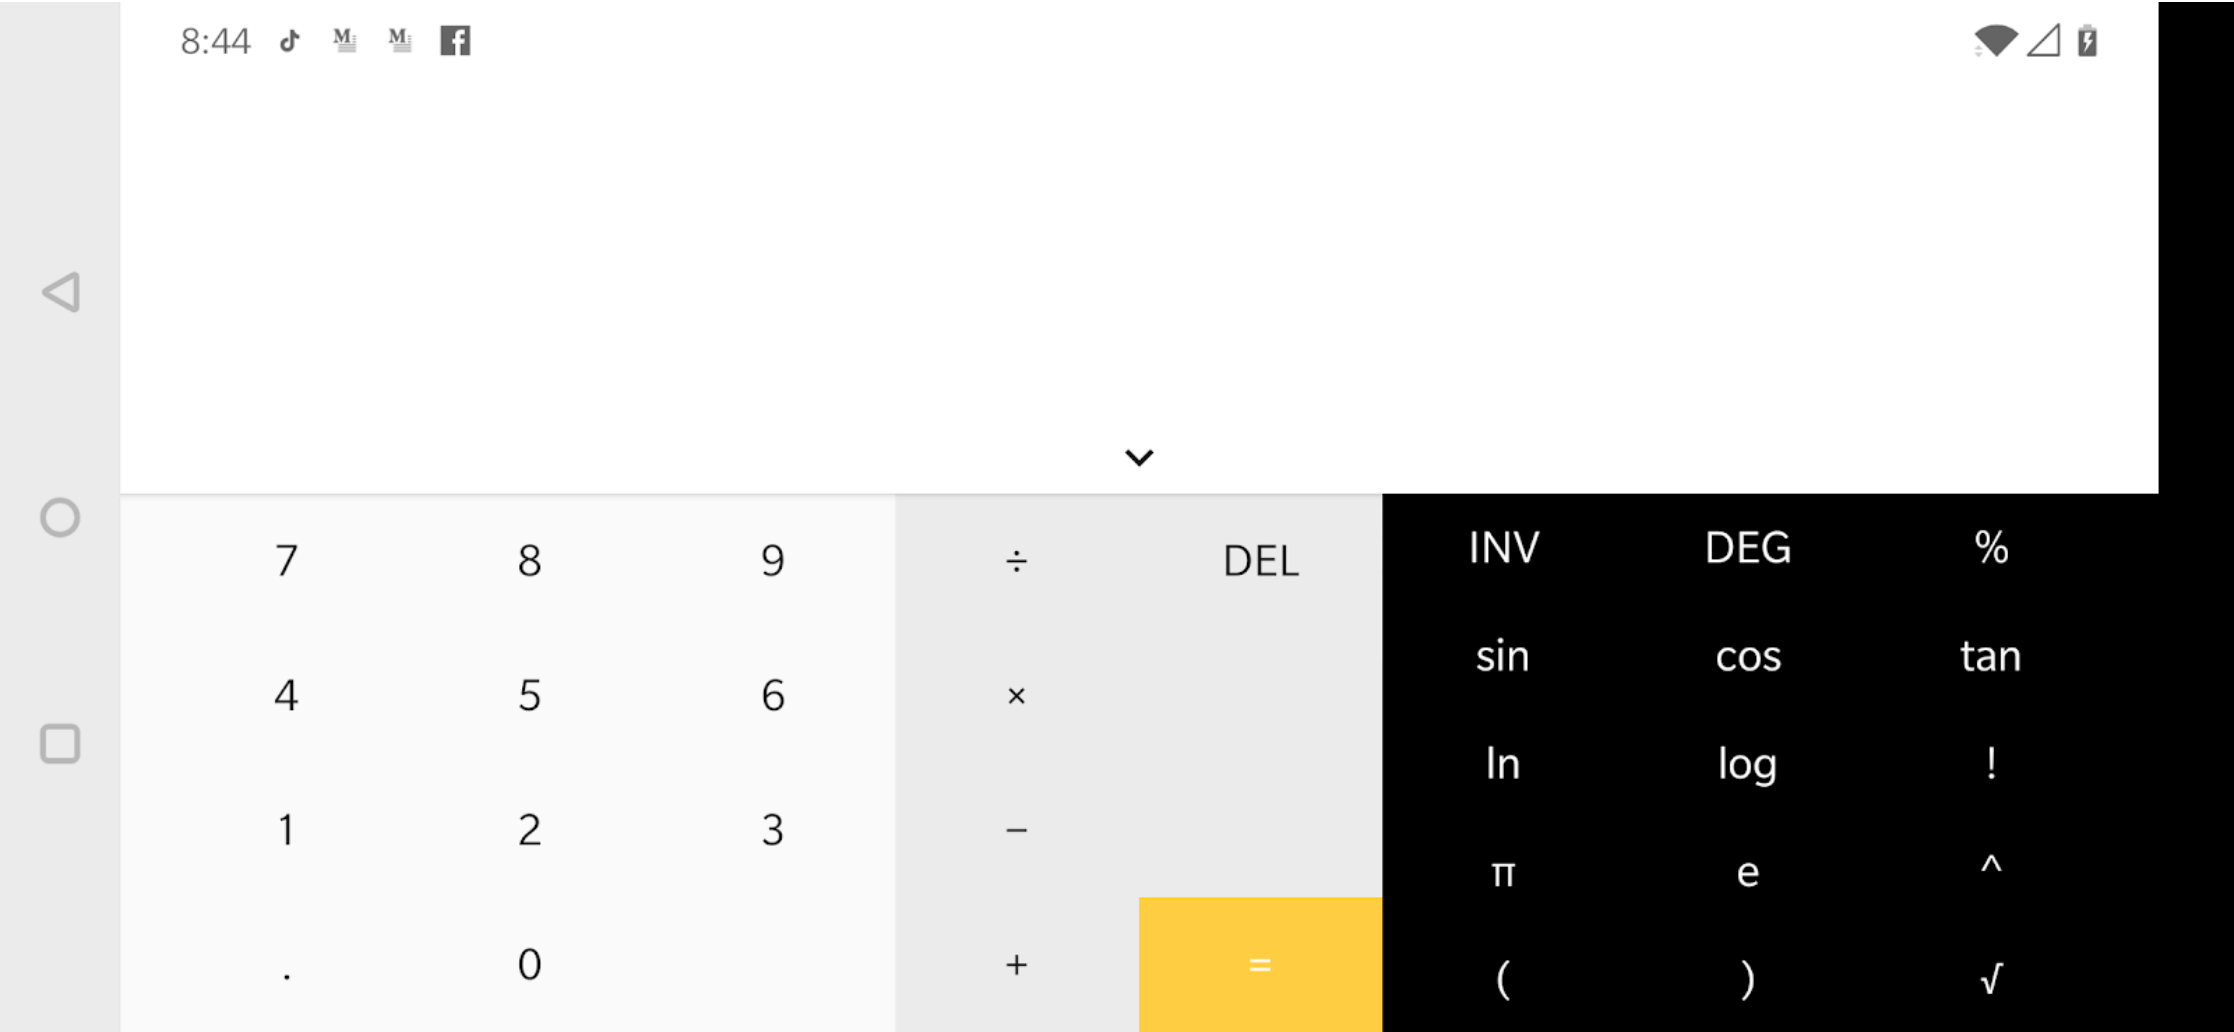 8:44
7 8 9 ÷ DEL INV DEG %
sin cos tan
4 5 6 ×
ln log !
1 2 3 −
π e ^
. 0 + = ( ) √